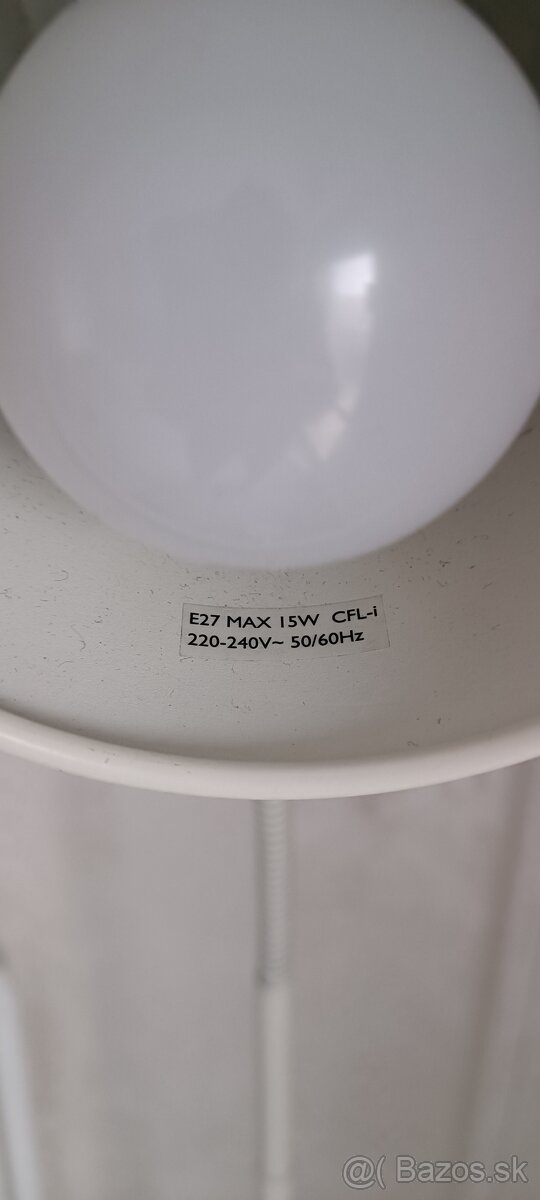 E27 MAX 15W CFL-i
220-240V~ 50/60Hz
@( Bazos.sk